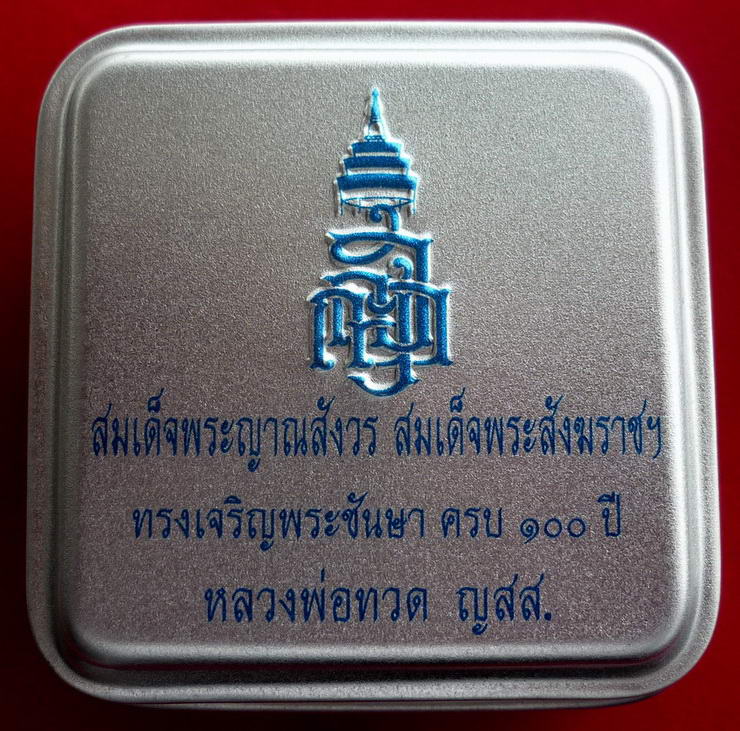 สมเด็จพระญาณสังวร สมเด็จพระสังฆราชฯ
ทรงเจริญพระชันษา ครบ ๑๐๐ ปี
หลวงพ่อทวด ญสส.